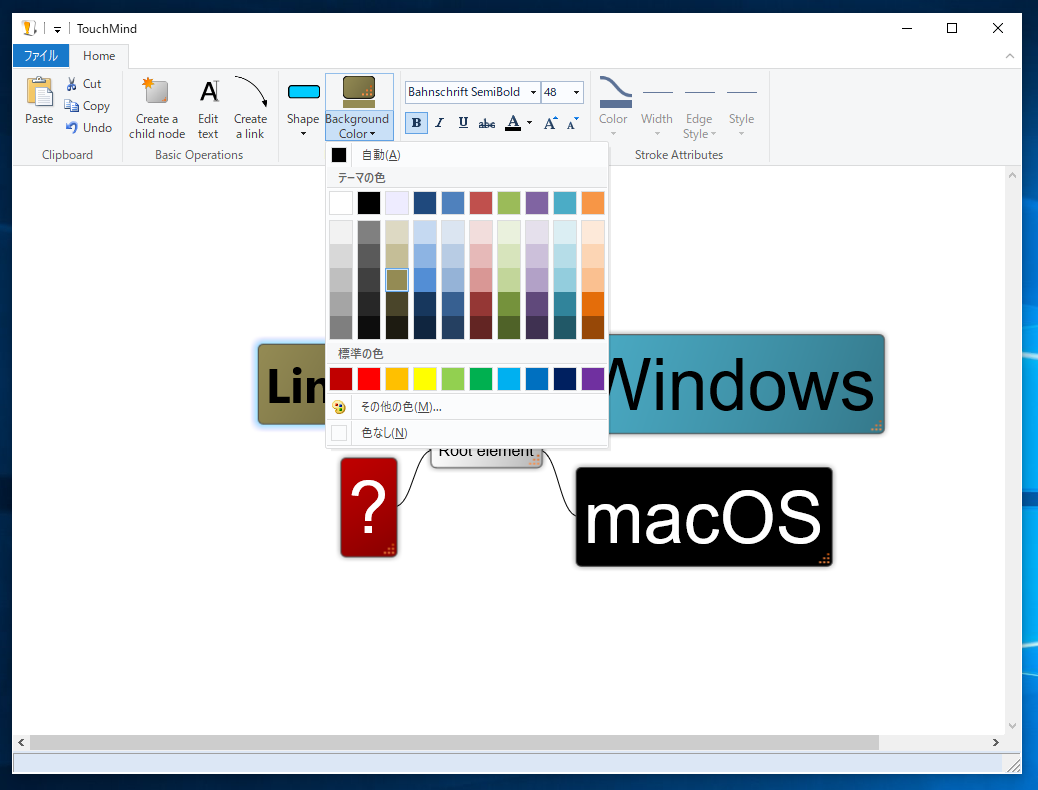 TouchMind
ファイル
Home
Paste
Cut
Copy
Undo
Clipboard
Create a
child node
Edit
text
Create
a link
Basic Operations
Shape
Background
Color
Bahnschrift SemiBold
48
B I U abc A A A
Color
Width
Edge
Style
Style
Stroke Attributes
自動(A)
テーマの色
標準の色
その他の色(M)...
色なし(N)
Lin
Windows
Root element
?
macOS